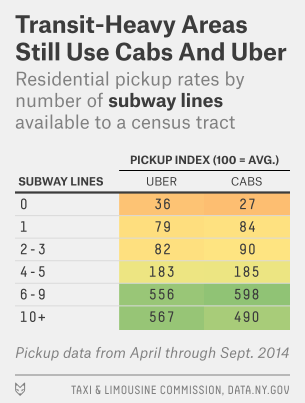 Transit-Heavy Areas
Still Use Cabs And Uber
Residential pickup rates by
number of subway lines
available to a census tract
PICKUP INDEX (100 = AVG.)
SUBWAY LINES UBER CABS
0 36 27
1 79 84
2-3 82 90
4-5 183 185
6-9 556 598
10+ 567 490
Pickup data from April through Sept. 2014
TAXI & LIMOUSINE COMMISSION, DATA.NY.GOV